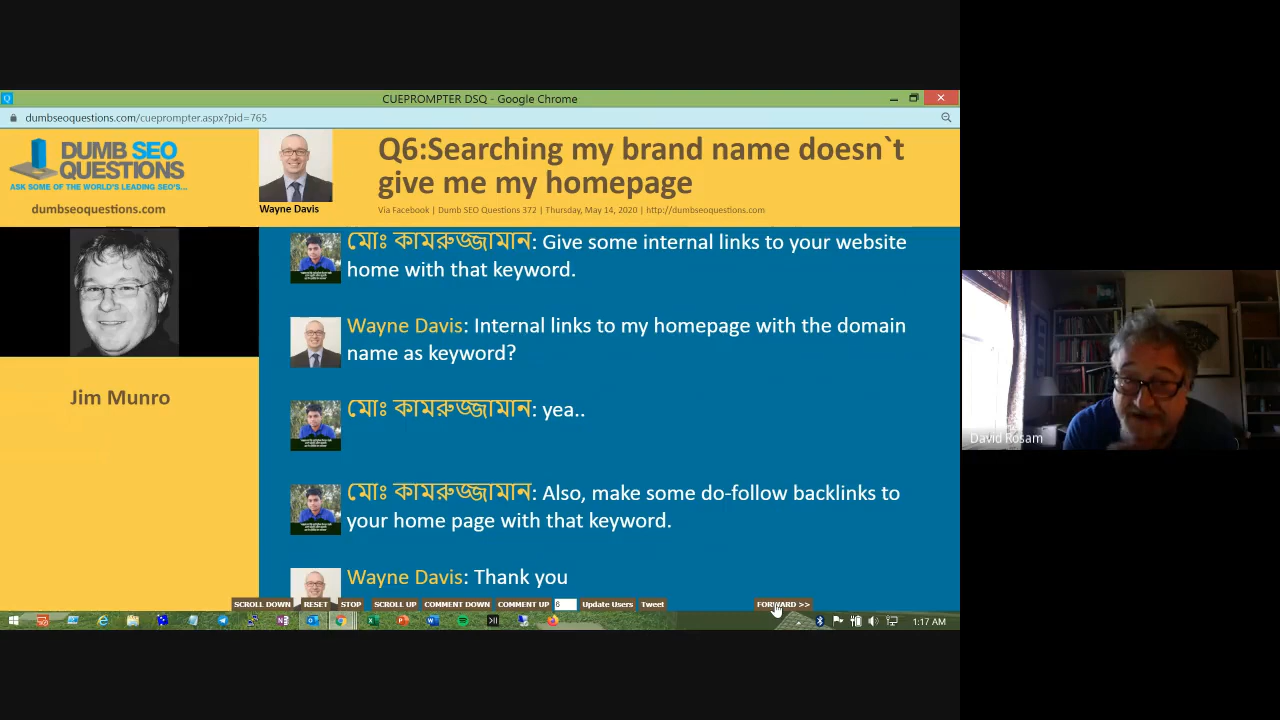 CUEPROMPTER DSQ - Google Chrome
dumbseoquestions.com/cueprompter.aspx?pid=765
DUMB SEO
QUESTIONS
ASK SOME OF THE WORLD'S LEADING SEO'S...
dumbseoquestions.com
Wayne Davis
Q6:Searching my brand name doesn`t
give me my homepage
Via Facebook | Dumb SEO Questions 372 | Thursday, May 14, 2020 | http://dumbseoquestions.com
Jim Munro
মোঃ কামরুজ্জামান: Give some internal links to your website
home with that keyword.
Wayne Davis: Internal links to my homepage with the domain
name as keyword?
মোঃ কামরুজ্জামান: yea..
মোঃ কামরুজ্জামান: Also, make some do-follow backlinks to
your home page with that keyword.
Wayne Davis: Thank you
SCROLL DOWN RESET STOP SCROLL UP COMMENT DOWN COMMENT UP 6 Update Users Tweet FORWARD >>
1:17 AM
David Rosam